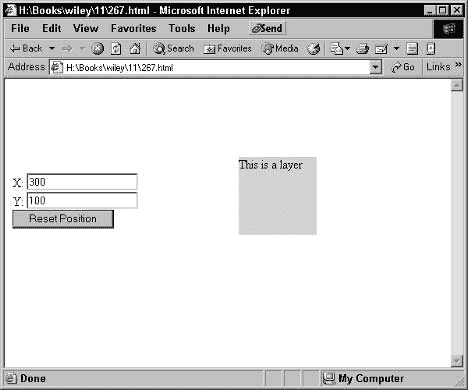 H:\Books\wiley\11\267.html - Microsoft Internet Explorer
File Edit View Favorites Tools Help Send
Back Search Favorites Media
Address H:\Books\wiley\11\267.html Go Links »
This is a layer
X: 300
Y: 100
Reset Position
Done My Computer